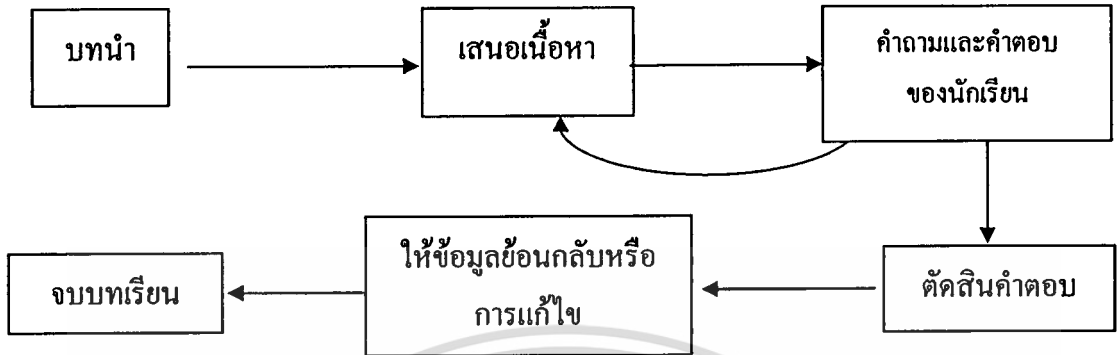 บทนำ
เสนอเนื้อหา
คำถามและคำตอบ
ของนักเรียน
ตัดสินคำตอบ
ให้ข้อมูลย้อนกลับหรือ
การแก้ไข
จบบทเรียน